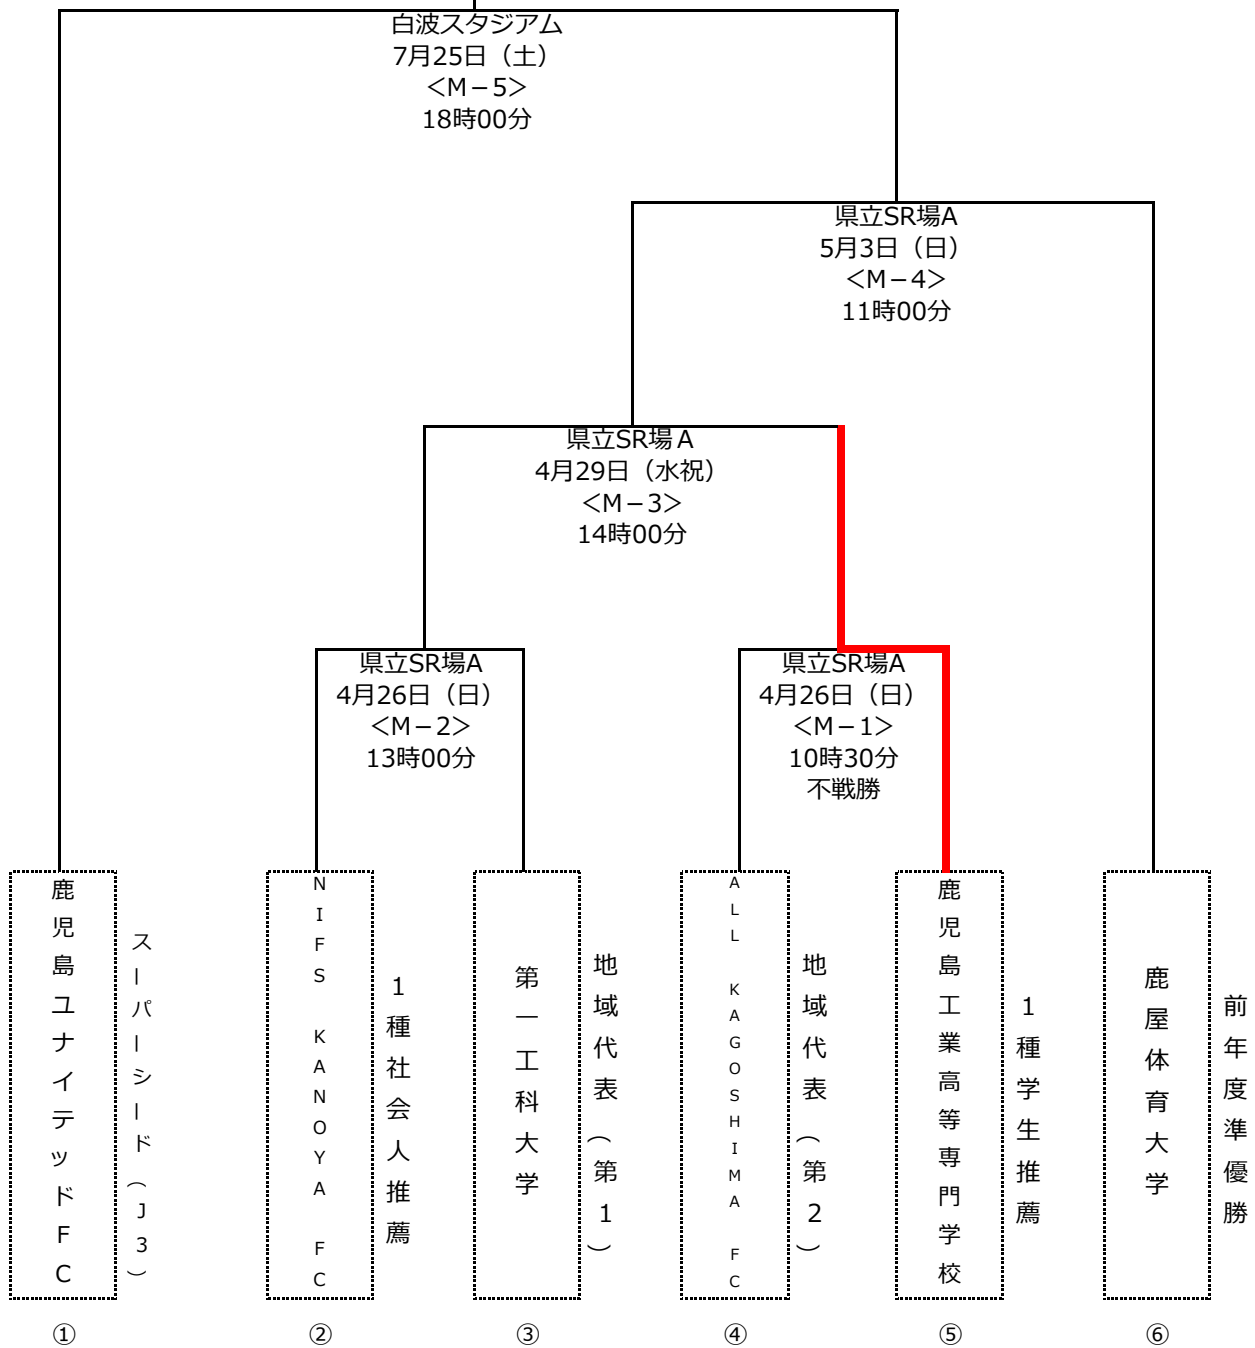 白波スタジアム
7月25日（土）
＜M－5＞
18時00分
県立SR場A
5月3日（日）
＜M－4＞
11時00分
県立SR場A
4月29日（水祝）
＜M－3＞
14時00分
県立SR場A
4月26日（日）
＜M－2＞
13時00分
県立SR場A
4月26日（日）
＜M－1＞
10時30分
不戦勝
鹿児島ユナイテッドFC
スーパーシード（J3）
NIFS KANOYA FC
1種社会人推薦
第一工科大学
地域代表（第1）
ALL KAGOSHIMA FC
地域代表（第2）
鹿児島工業高等専門学校
1種学生推薦
鹿屋体育大学
前年度準優勝
①
②
③
④
⑤
⑥